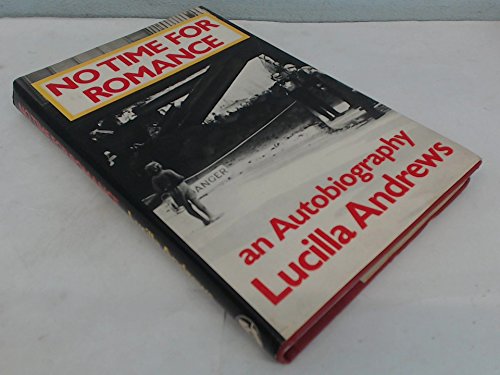 NO TIME FOR
ROMANCE
ANGER
an Autobiography
Lucilla Andrews